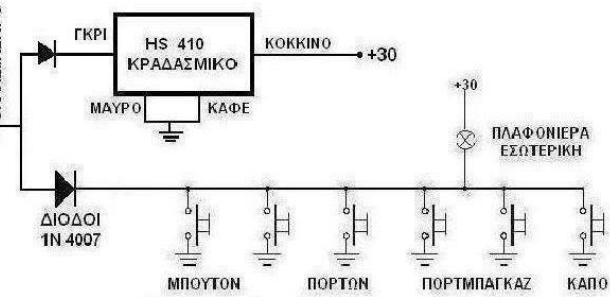 ΓΚΡΙ
HS 410
ΚΡΑΔΑΣΜΙΚΟ
ΚΟΚΚΙΝΟ
+30
ΜΑΥΡΟ
ΚΑΦΕ
+30
ΠΛΑΦΟΝΙΕΡΑ
ΕΣΩΤΕΡΙΚΗ
ΔΙΟΔΟΙ
1N 4007
ΜΠΟΥΤΟΝ
ΠΟΡΤΩΝ
ΠΟΡΤΜΠΑΓΚΑΖ
ΚΑΠΟ